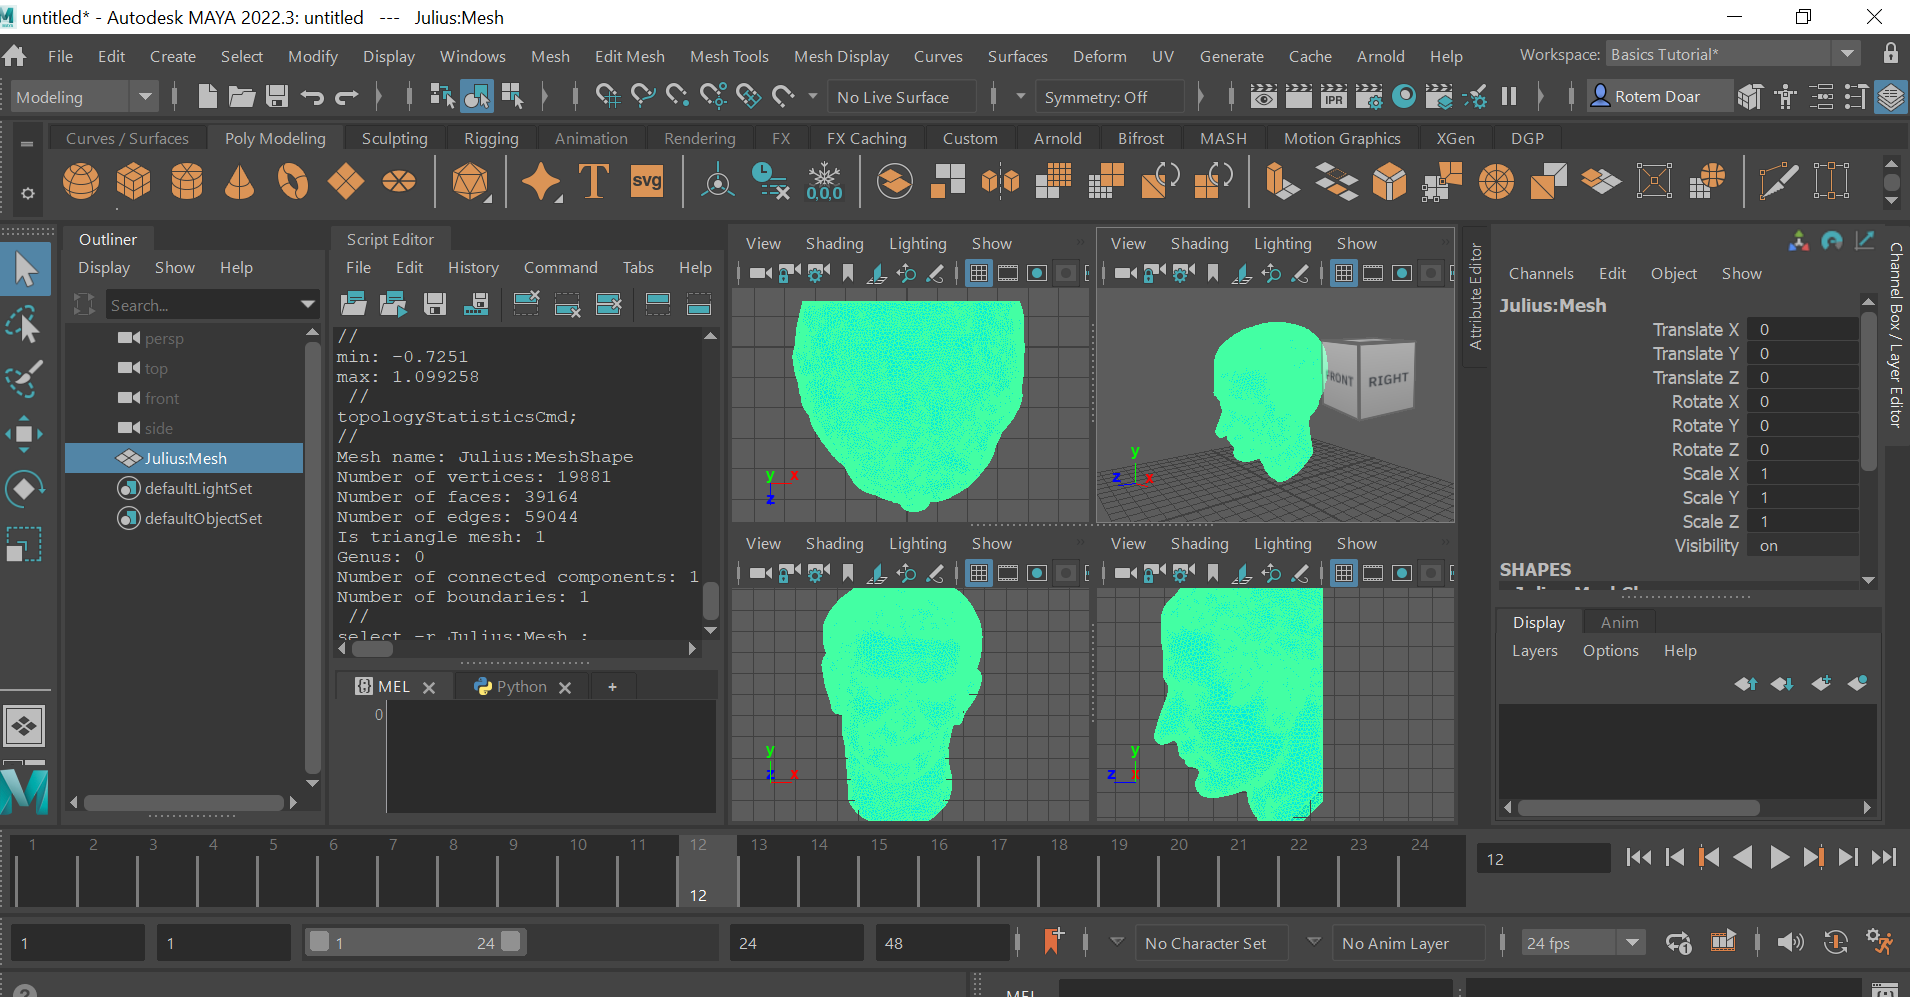 untitled* - Autodesk MAYA 2022.3: untitled   ---   Julius:Mesh
File Edit Create Select Modify Display Windows Mesh Edit Mesh Mesh Tools Mesh Display Curves Surfaces Deform UV Generate Cache Arnold Help Workspace: Basics Tutorial*
Modeling No Live Surface Symmetry: Off IPR Rotem Doar
Curves / Surfaces Poly Modeling Sculpting Rigging Animation Rendering FX FX Caching Custom Arnold Bifrost MASH Motion Graphics XGen DGP
T svg 0,0,0
Outliner
Display Show Help
Search...
persp
top
front
side
Julius:Mesh
defaultLightSet
defaultObjectSet
Script Editor
File Edit History Command Tabs Help
//
min: -0.7251
max: 1.099258
//
topologyStatisticsCmd;
//
Mesh name: Julius:MeshShape
Number of vertices: 19881
Number of faces: 39164
Number of edges: 59044
Is triangle mesh: 1
Genus: 0
Number of connected components: 1
Number of boundaries: 1
//
select -r Julius:Mesh ;
MEL Python +
0
View Shading Lighting Show
y x
z
View Shading Lighting Show
FRONT RIGHT
y
z x
View Shading Lighting Show
y
z x
View Shading Lighting Show
y
z x
Attribute Editor
Channel Box / Layer Editor
Channels Edit Object Show
Julius:Mesh
Translate X 0
Translate Y 0
Translate Z 0
Rotate X 0
Rotate Y 0
Rotate Z 0
Scale X 1
Scale Y 1
Scale Z 1
Visibility on
SHAPES
Display Anim
Layers Options Help
1 2 3 4 5 6 7 8 9 10 11 12 13 14 15 16 17 18 19 20 21 22 23 24
12
12
1 1 1 24 24 48 No Character Set No Anim Layer 24 fps
MEL